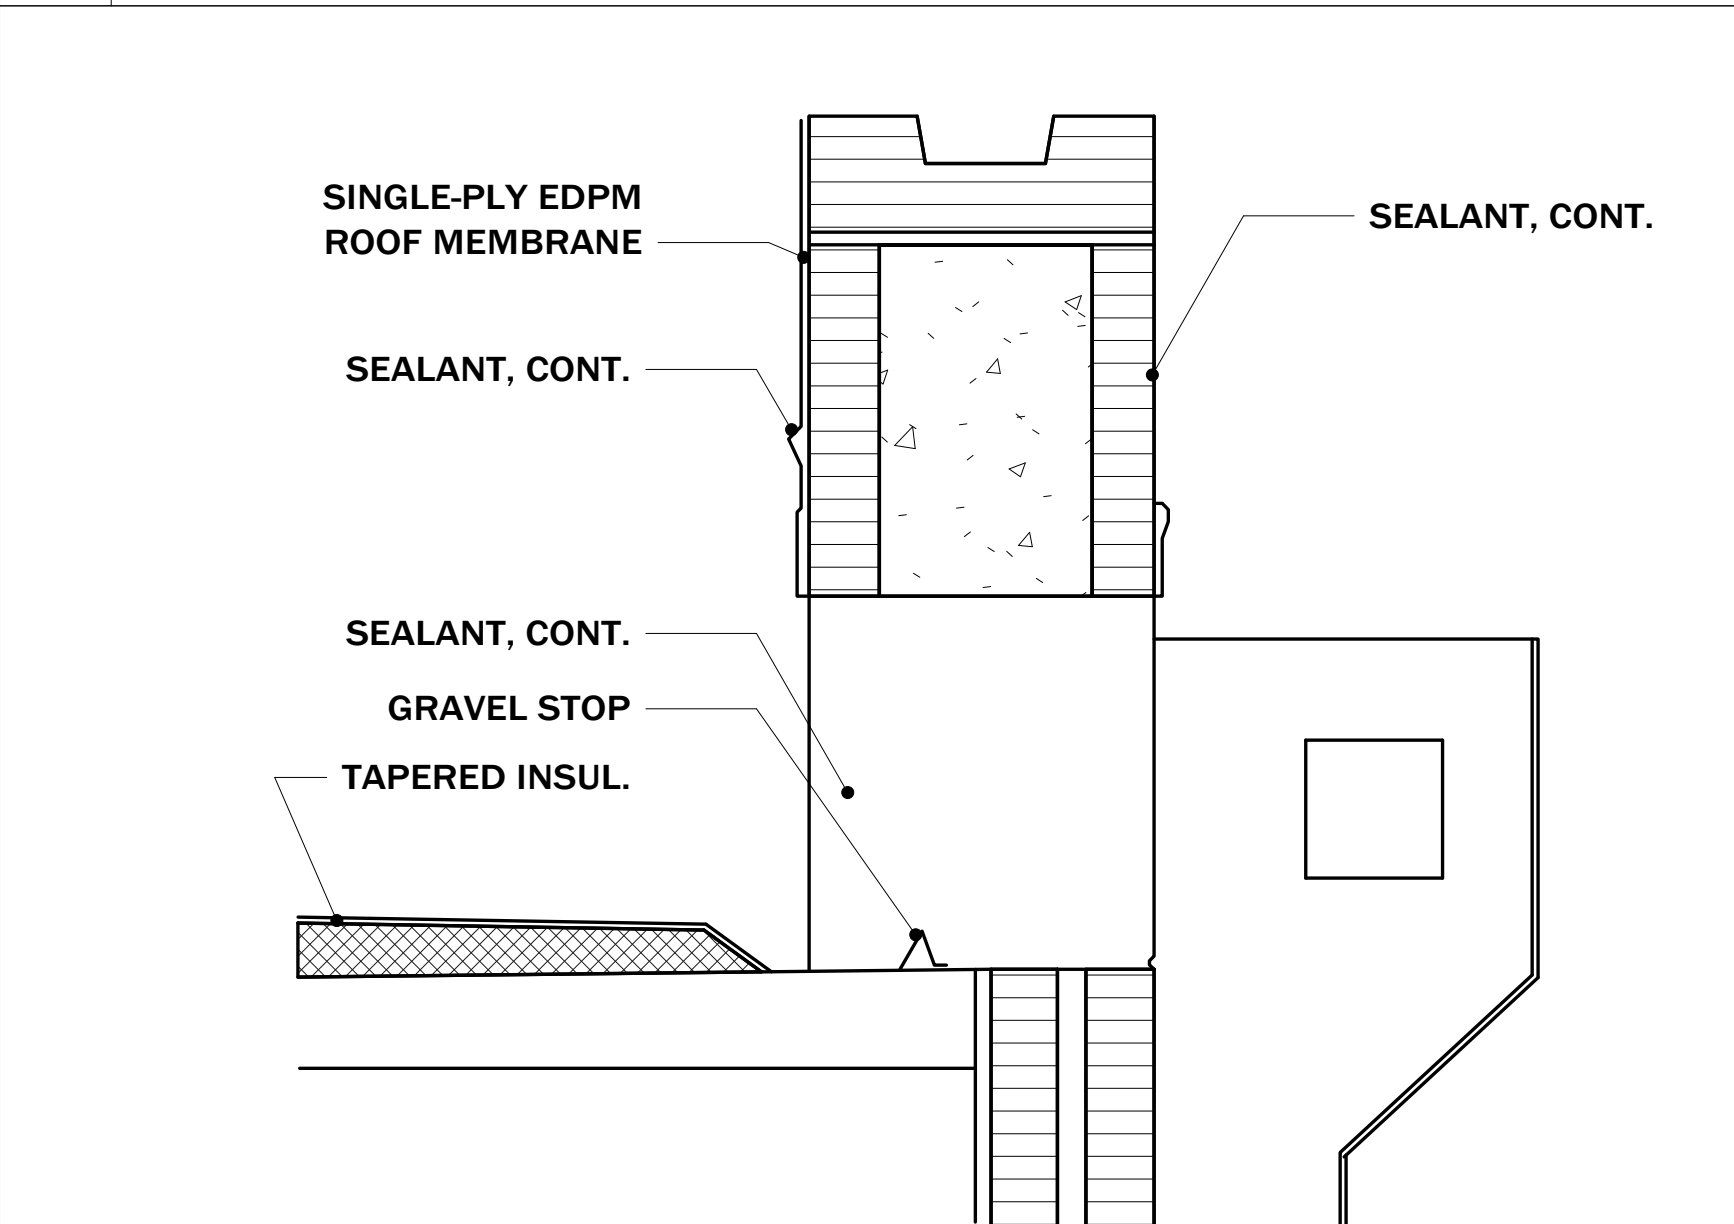 SINGLE-PLY EDPM
ROOF MEMBRANE
SEALANT, CONT.
SEALANT, CONT.
SEALANT, CONT.
GRAVEL STOP
TAPERED INSUL.